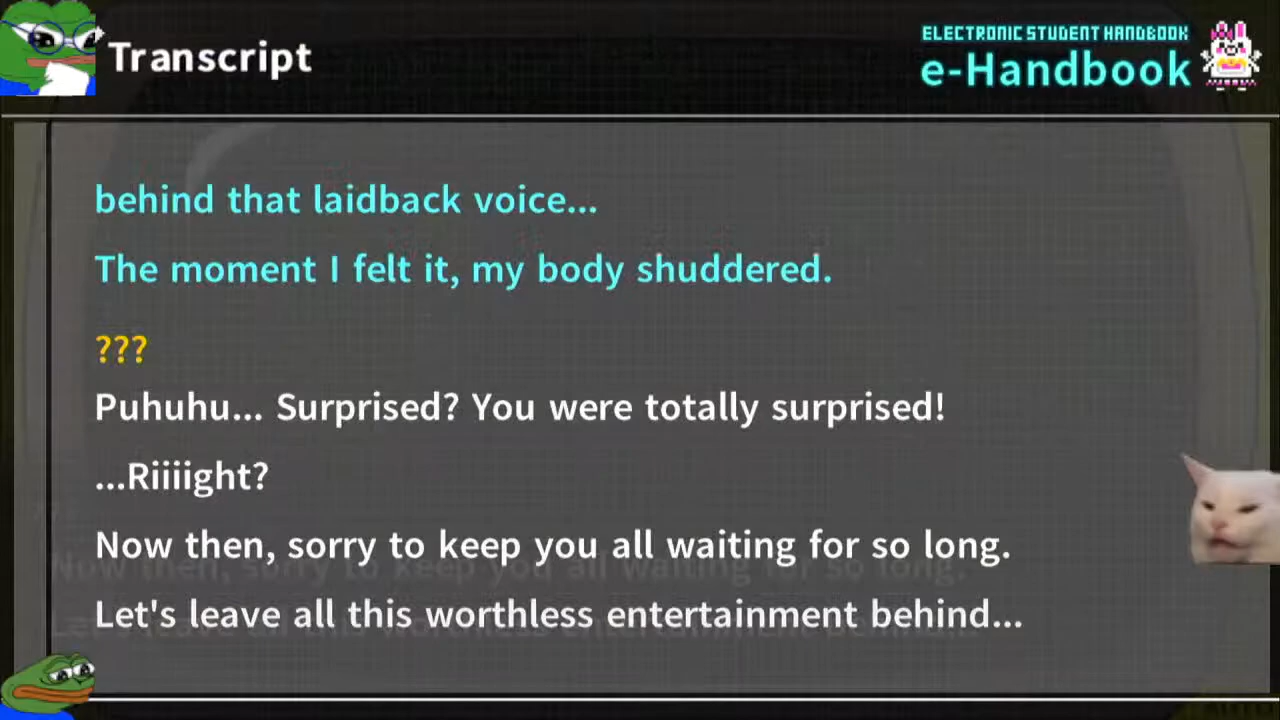 Transcript
ELECTRONIC STUDENT HANDBOOK
e-Handbook
behind that laidback voice...
The moment I felt it, my body shuddered.
???
Puhuhu... Surprised? You were totally surprised!
...Riiiight?
Now then, sorry to keep you all waiting for so long.
Let's leave all this worthless entertainment behind...